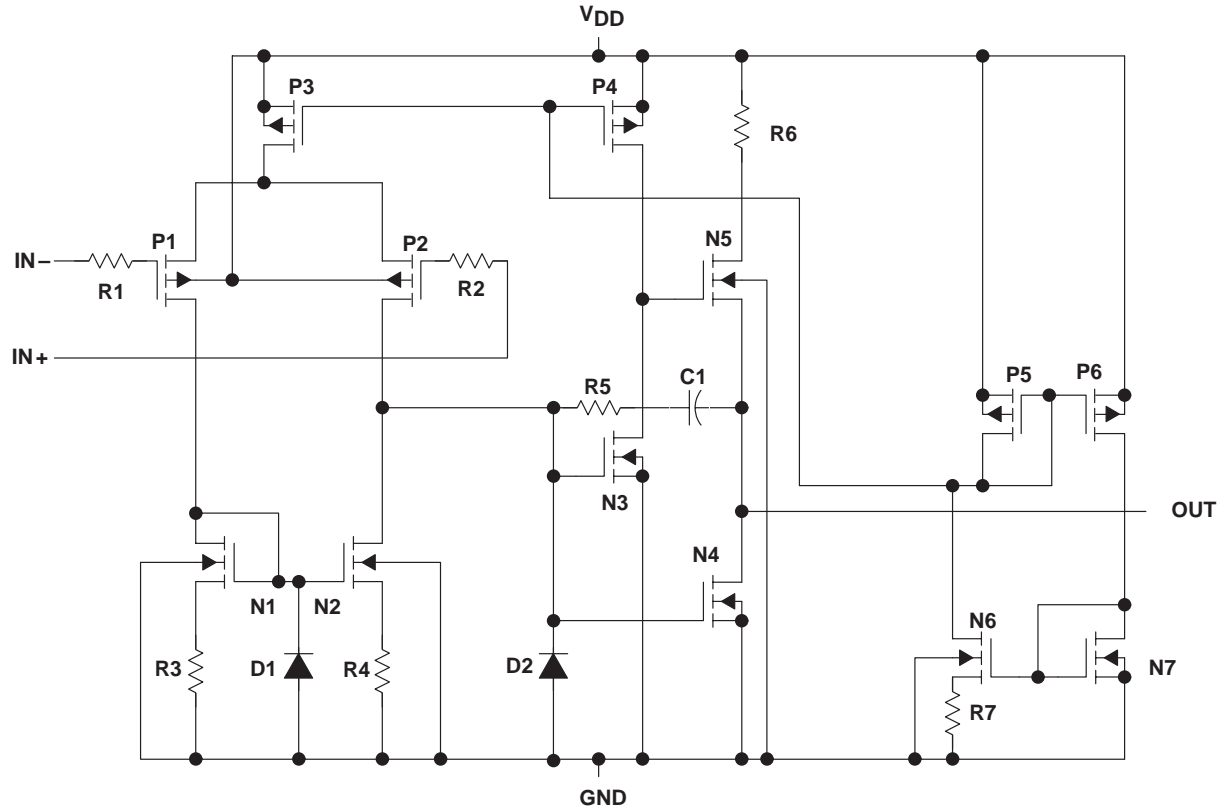 VDD
P3
P4
R6
IN−
P1
R1
P2
R2
N5
IN+
R5
C1
P5
P6
N3
OUT
N4
N1
N2
N6
N7
R3
D1
R4
D2
R7
GND